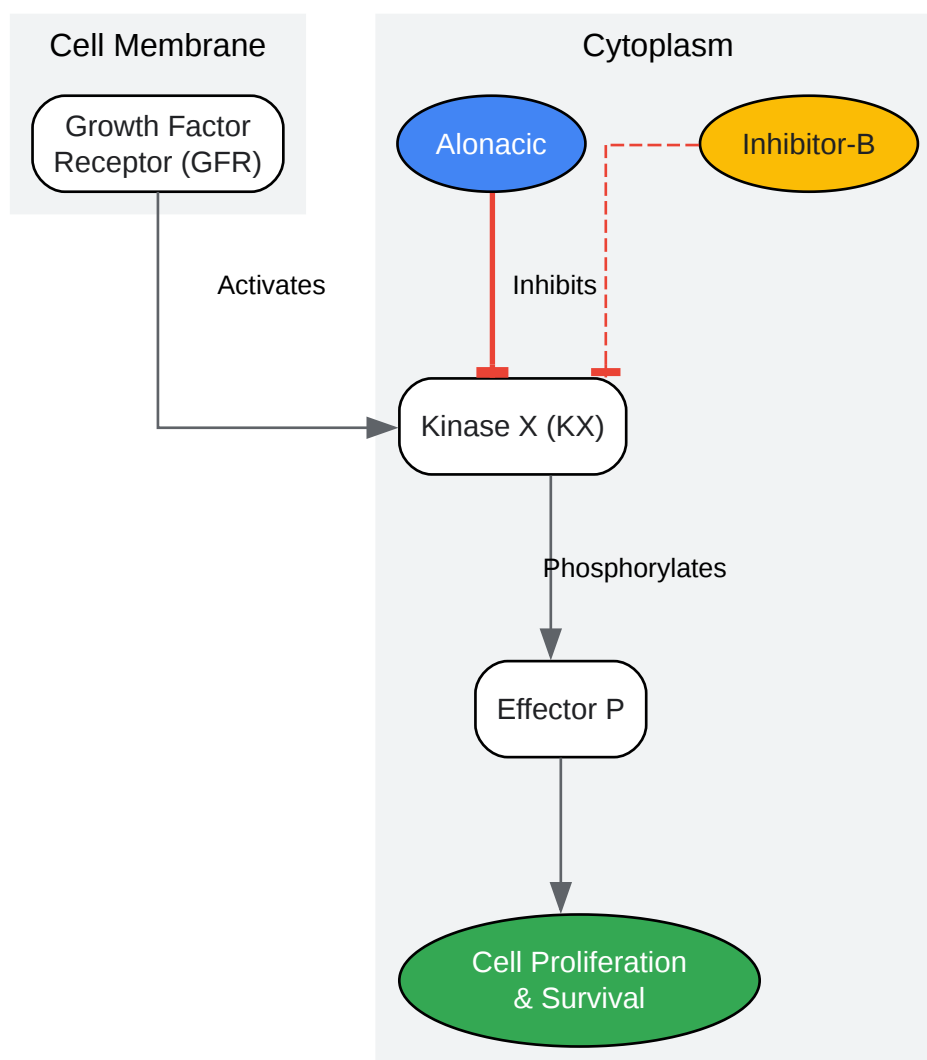 Cell Membrane
Cytoplasm
Growth Factor
Receptor (GFR)
Alonacic
Inhibitor-B
Activates
Inhibits
Kinase X (KX)
Phosphorylates
Effector P
Cell Proliferation
& Survival